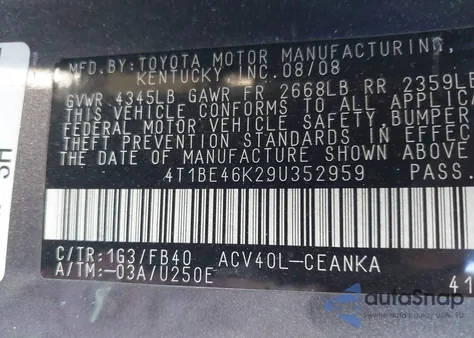 MFD.BY: TOYOTA MOTOR MANUFACTURING,
KENTUCKY, INC. 08/08
GVWR 4345LB GAWR FR 2668LB RR 2359LB
THIS VEHICLE CONFORMS TO ALL
FEDERAL MOTOR VEHICLE SAFETY, BUMPER
THEFT PREVENTION STANDARDS IN EFFECT
THE DATE OF MANUFACTURE SHOWN ABOVE
4T1BE46K29U352959 PASS.
C/TR:1G3/FB40 ACV40L-CEANKA
A/TM:-03A/U250E
41
autoSnap